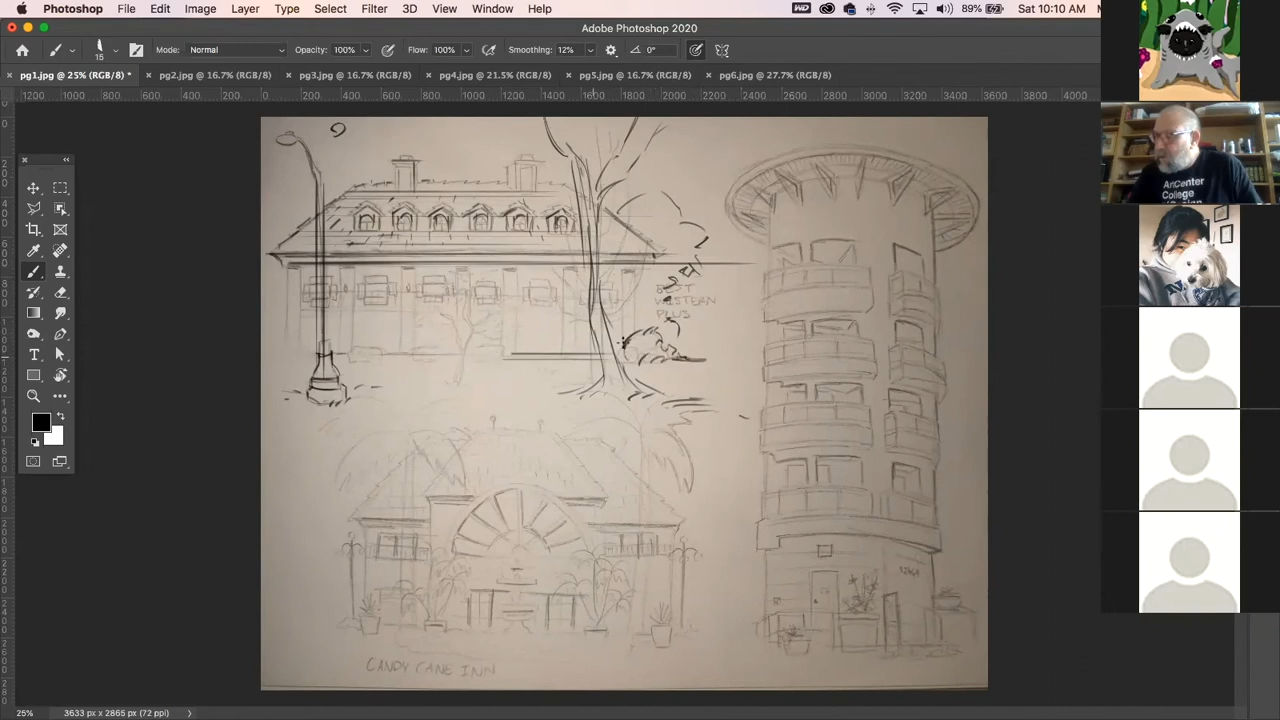 Photoshop File Edit Image Layer Type Select Filter 3D View Window Help 89% Sat 10:10 AM
Adobe Photoshop 2020
15 Mode: Normal Opacity: 100% Flow: 100% Smoothing: 12% 0°
pg1.jpg @ 25% (RGB/8) * pg2.jpg @ 16.7% (RGB/8) pg3.jpg @ 16.7% (RGB/8) pg4.jpg @ 21.5% (RGB/8) pg5.jpg @ 16.7% (RGB/8) pg6.jpg @ 27.7% (RGB/8)
1200 1000 800 600 400 200 0 200 400 600 800 1000 1200 1400 1600 1800 2000 2200 2400 2600 2800 3000 3200 3400 3600 3800 4000
BEST
WESTERN
PLUS
CANDY CANE INN
ArtCenter
College
25% 3633 px x 2865 px (72 ppi)